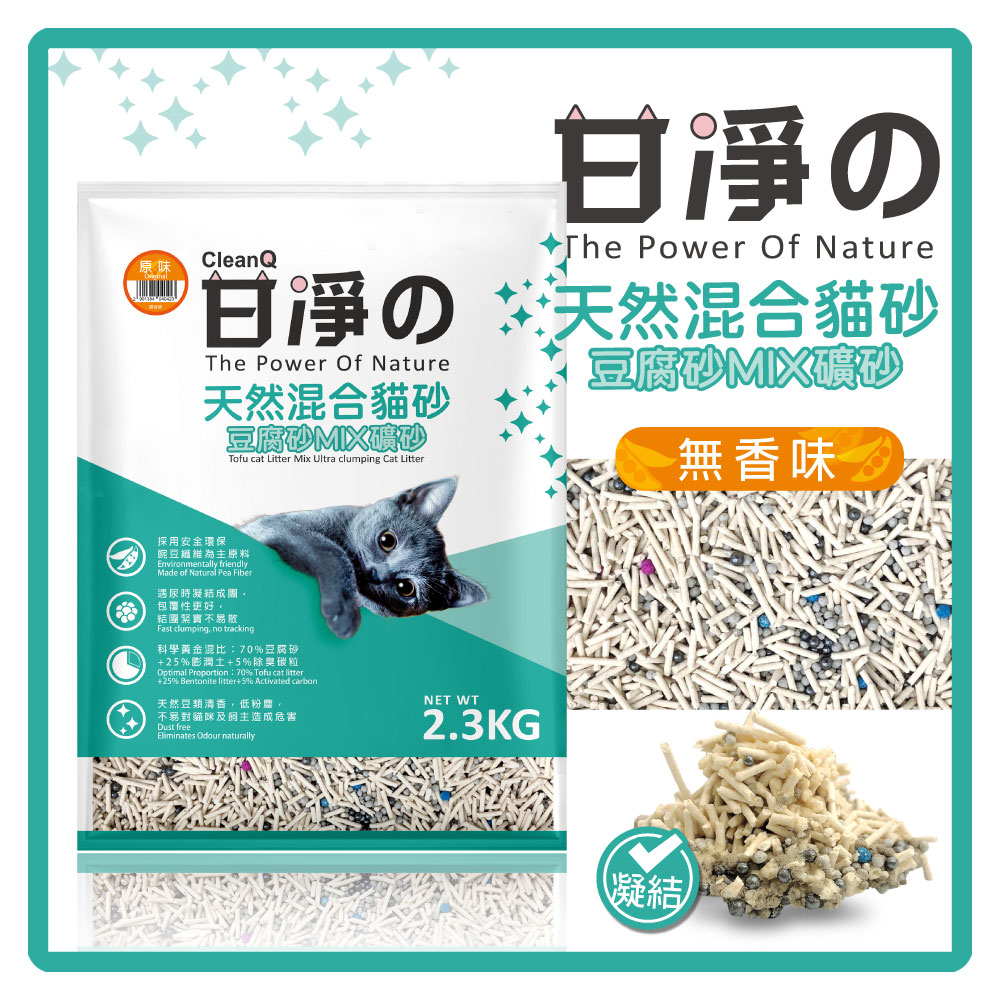 甘淨の
The Power Of Nature
天然混合貓砂
豆腐砂MIX礦砂
無香味
凝結
原味
Original
CleanQ
甘淨の
The Power Of Nature
天然混合貓砂
豆腐砂MIX礦砂
Tofu cat Litter Mix Ultra clumping Cat Litter
採用安全環保
豌豆纖維為主原料
Environmentally friendly
Made of Natural Pea Fiber
遇尿時凝結成團，
包覆性更好，
結團緊實不易散
Fast clumping, no tracking
科學黃金混比：70%豆腐砂
+25%膨潤土+5%除臭碳粒
Optimal Proportion：70% Tofu cat litter
+25% Bentonite litter+5% Activated carbon
天然豆類清香，低粉塵，
不易對貓咪及飼主造成危害
Dust free
Eliminates Odour naturally
NET WT
2.3KG